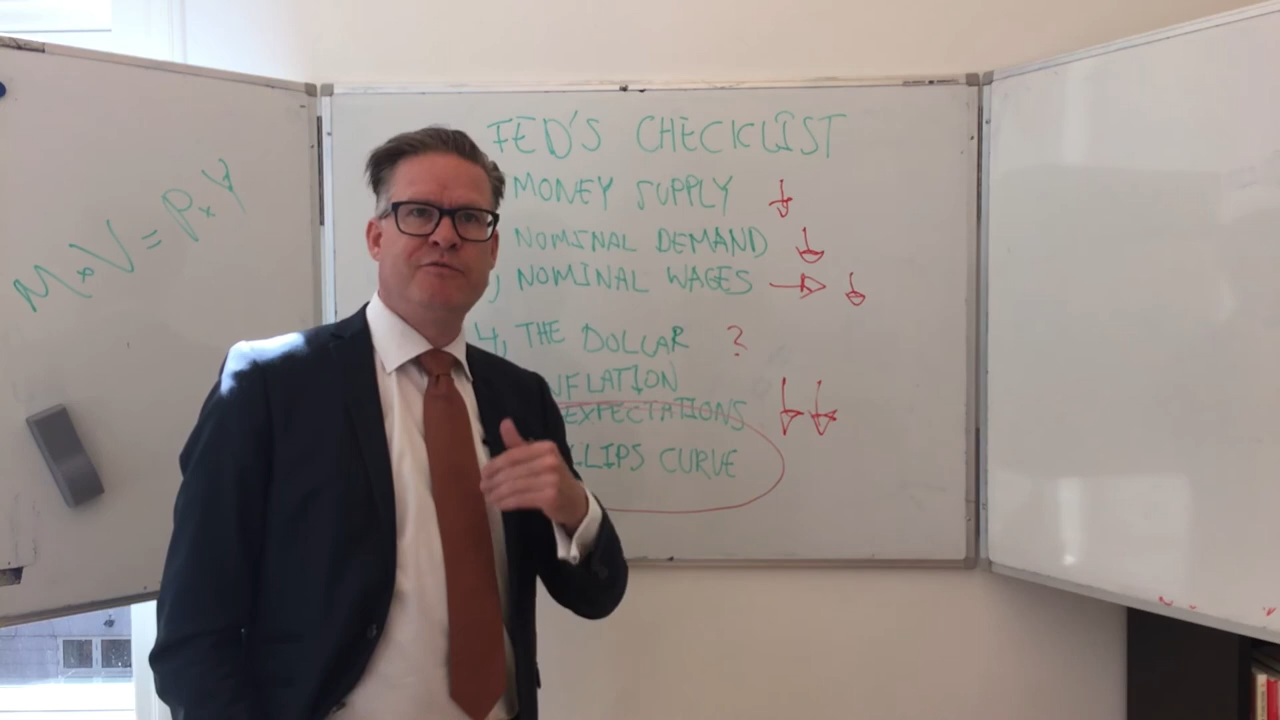 M x V = P x Y
FED'S CHECKLIST
MONEY SUPPLY ↓
NOMINAL DEMAND ↓
) NOMINAL WAGES → ↓
4, THE DOLLAR ?
NFLATION
EXPECTATIONS ↓ ↓
LLIPS CURVE